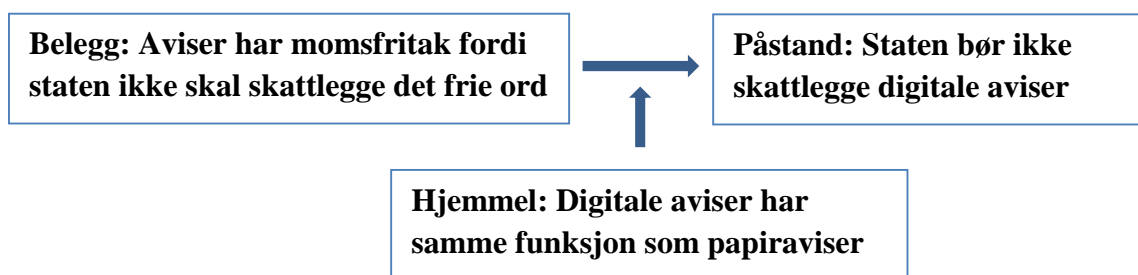 Belegg: Aviser har momsfritak fordi
staten ikke skal skattlegge det frie ord
Påstand: Staten bør ikke
skattlegge digitale aviser
Hjemmel: Digitale aviser har
samme funksjon som papiraviser